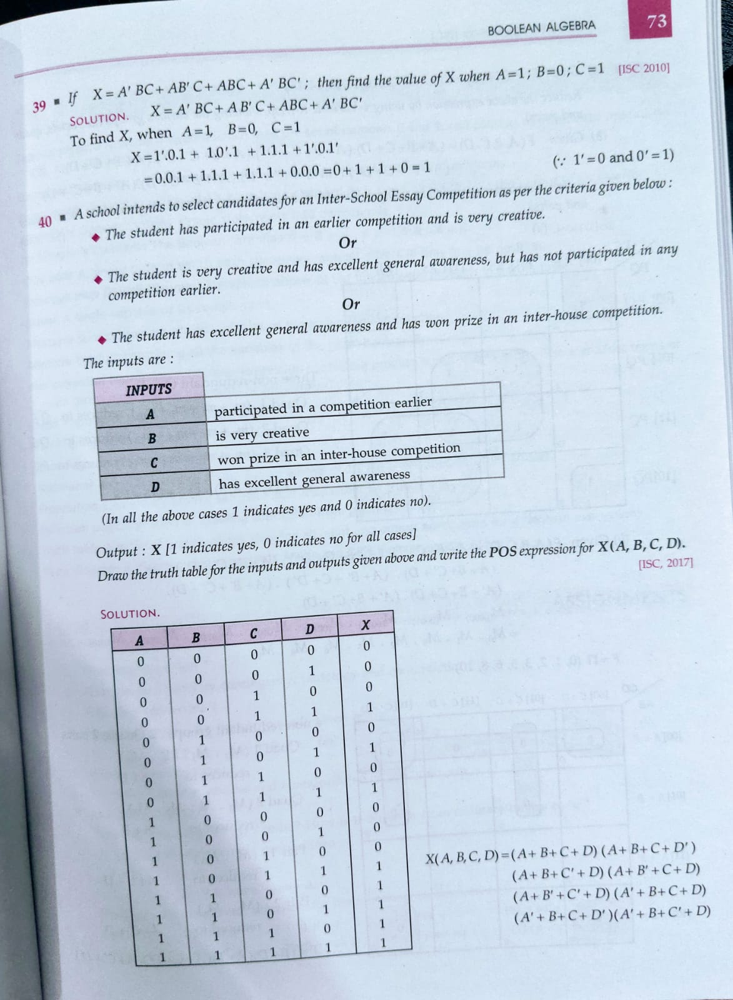 BOOLEAN ALGEBRA 73
39 ▪ If X = A' BC + AB' C + ABC + A' BC' ; then find the value of X when A=1 ; B=0 ; C=1 [ISC 2010]
SOLUTION. X = A' BC + A B' C + ABC + A' BC'
To find X, when A=1, B=0, C=1
X = 1'.0.1 + 1.0'.1 + 1.1.1 + 1'.0.1'
= 0.0.1 + 1.1.1 + 1.1.1 + 0.0.0 = 0 + 1 + 1 + 0 = 1 (∵ 1' = 0 and 0' = 1)
40 ▪ A school intends to select candidates for an Inter-School Essay Competition as per the criteria given below :
◆ The student has participated in an earlier competition and is very creative.
Or
◆ The student is very creative and has excellent general awareness, but has not participated in any
competition earlier.
Or
◆ The student has excellent general awareness and has won prize in an inter-house competition.
The inputs are :
INPUTS
A participated in a competition earlier
B is very creative
C won prize in an inter-house competition
D has excellent general awareness
(In all the above cases 1 indicates yes and 0 indicates no).
Output : X [1 indicates yes, 0 indicates no for all cases]
Draw the truth table for the inputs and outputs given above and write the POS expression for X(A, B, C, D).
[ISC, 2017]
SOLUTION.
A B C D X
0 0 0 0 0
0 0 0 1 0
0 0 1 0 0
0 0 1 1 1
0 1 0 0 0
0 1 0 1 1
0 1 1 0 0
0 1 1 1 1
1 0 0 0 0
1 0 0 1 0
1 0 1 0 0
1 0 1 1 1
1 1 0 0 1
1 1 0 1 1
1 1 1 0 1
1 1 1 1 1
X(A, B, C, D) = (A + B + C + D) (A + B + C + D' )
(A + B + C' + D) (A + B' + C + D)
(A + B' + C' + D) (A' + B + C + D)
(A' + B + C + D' )(A' + B + C' + D)